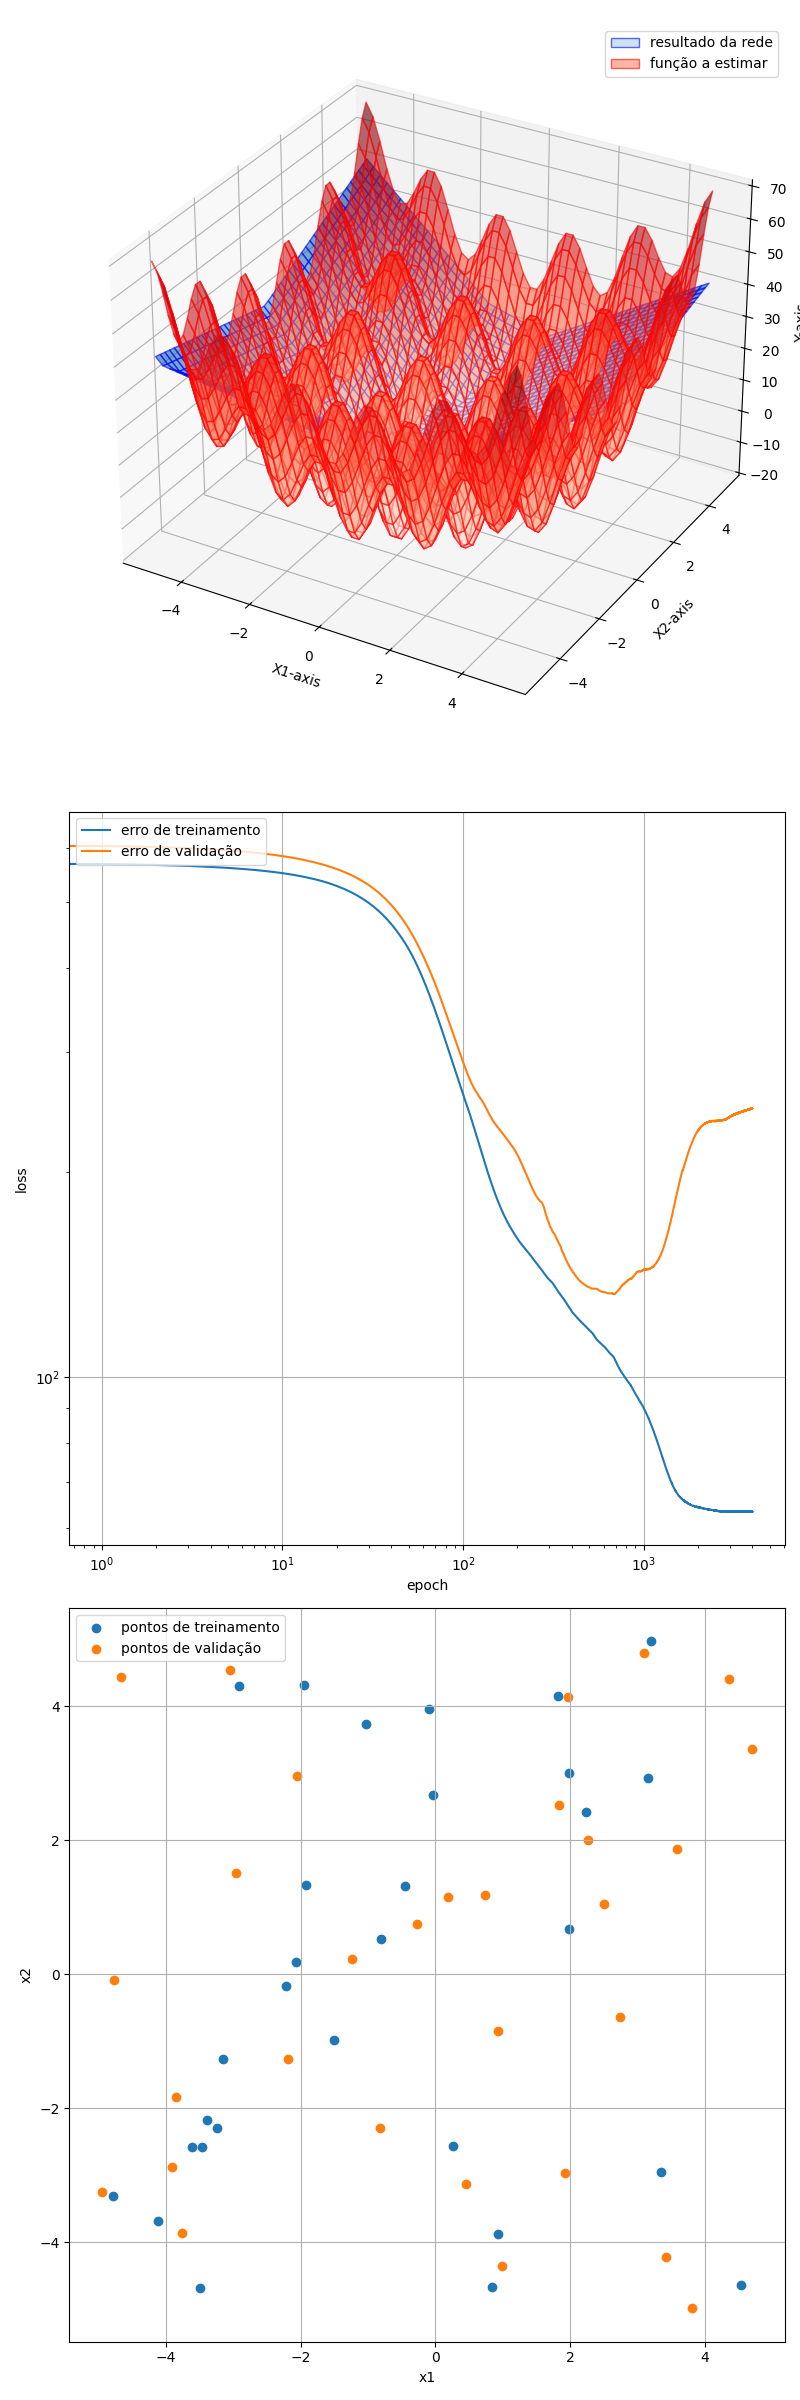 resultado da rede
função a estimar
70
60
50
40
30
20
10
0
−10
−20
−4
−2
0
2
4
X1-axis
−4
−2
0
2
4
X2-axis
erro de treinamento
erro de validação
loss
10²
10⁰
10¹
10²
10³
epoch
pontos de treinamento
pontos de validação
4
2
0
−2
−4
x2
−4
−2
0
2
4
x1